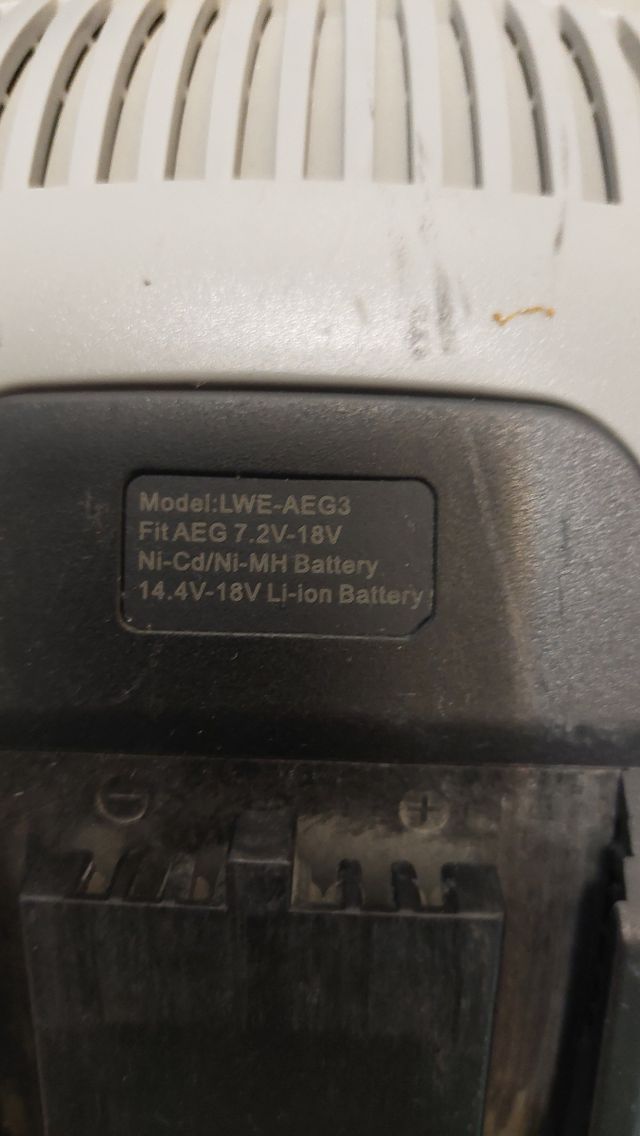 Model:LWE-AEG3
Fit AEG 7.2V-18V
Ni-Cd/Ni-MH Battery
14.4V-18V Li-ion Battery
- +